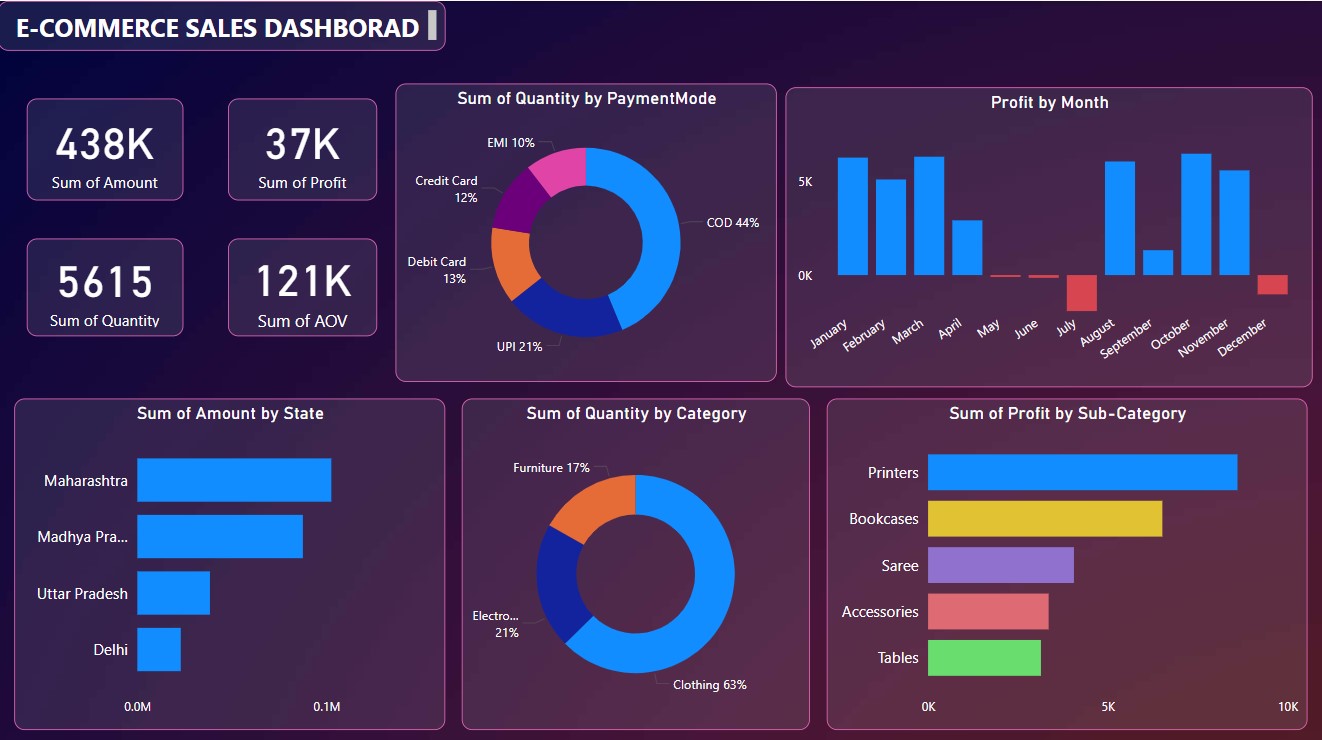 E-COMMERCE SALES DASHBORAD
438K
Sum of Amount
37K
Sum of Profit
5615
Sum of Quantity
121K
Sum of AOV
Sum of Quantity by PaymentMode
EMI 10%
Credit Card
12%
COD 44%
Debit Card
13%
UPI 21%
Profit by Month
5K
0K
January
February
March
April
May
June
July
August
September
October
November
December
Sum of Amount by State
Maharashtra
Madhya Pra...
Uttar Pradesh
Delhi
0.0M
0.1M
Sum of Quantity by Category
Furniture 17%
Electro...
21%
Clothing 63%
Sum of Profit by Sub-Category
Printers
Bookcases
Saree
Accessories
Tables
0K
5K
10K